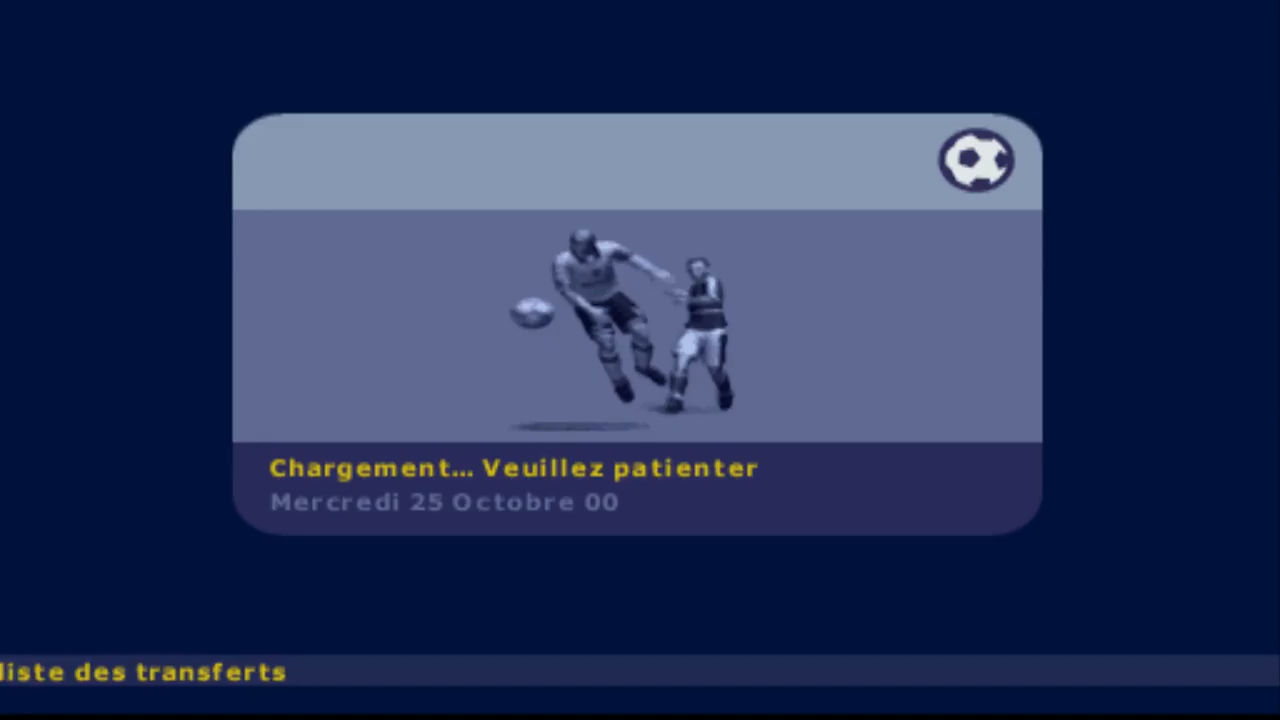 Chargement... Veuillez patienter
Mercredi 25 Octobre 00
liste des transferts